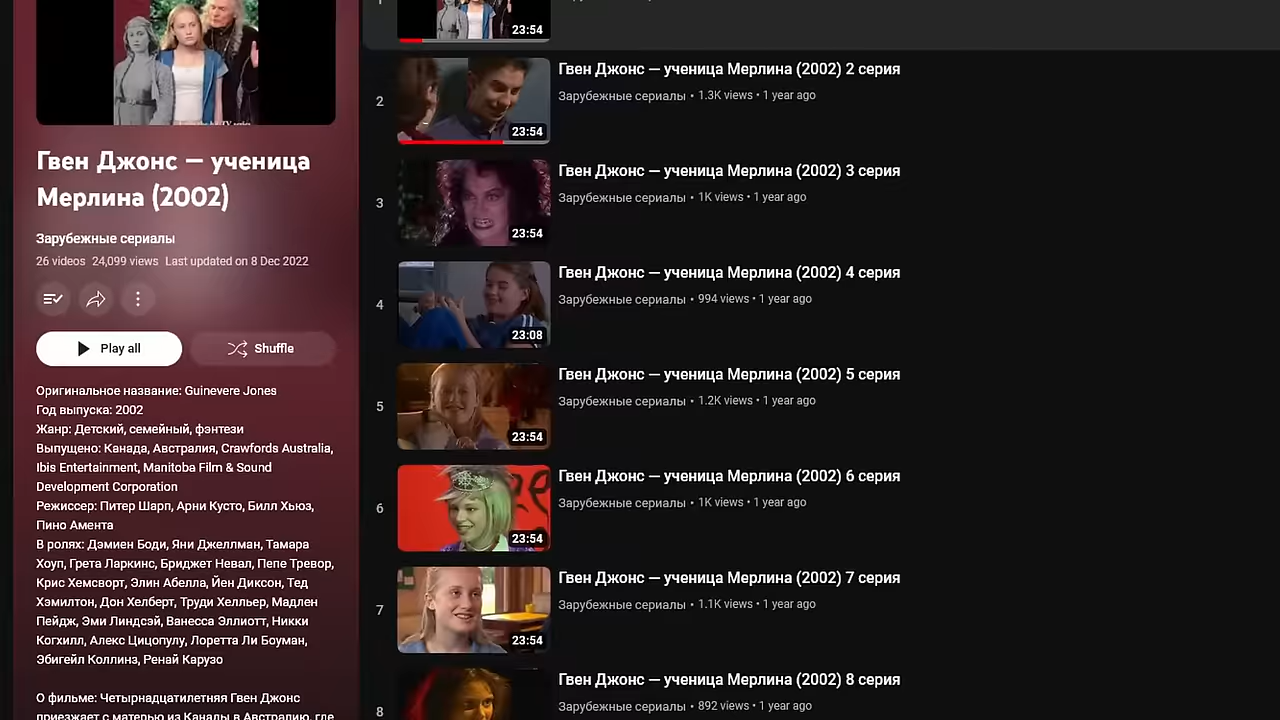 Гвен Джонс — ученица
Мерлина (2002)
Зарубежные сериалы
26 videos 24,099 views Last updated on 8 Dec 2022
Play all
Shuffle
Оригинальное название: Guinevere Jones
Год выпуска: 2002
Жанр: Детский, семейный, фэнтези
Выпущено: Канада, Австралия, Crawfords Australia,
Ibis Entertainment, Manitoba Film & Sound
Development Corporation
Режиссер: Питер Шарп, Арни Кусто, Билл Хьюз,
Пино Амента
В ролях: Дэмиен Боди, Яни Джеллман, Тамара
Хоуп, Грета Ларкинс, Бриджет Невал, Пепе Тревор,
Крис Хемсворт, Элин Абелла, Йен Диксон, Тед
Хэмилтон, Дон Хелберт, Труди Хелльер, Мадлен
Пейдж, Эми Линдсэй, Ванесса Эллиотт, Никки
Когхилл, Алекс Цицопулу, Лоретта Ли Боуман,
Эбигейл Коллинз, Ренай Карузо
О фильме: Четырнадцатилетняя Гвен Джонс
приезжает с матерью из Канады в Австралию, где
23:54
2
23:54
Гвен Джонс — ученица Мерлина (2002) 2 серия
Зарубежные сериалы • 1.3K views • 1 year ago
3
23:54
Гвен Джонс — ученица Мерлина (2002) 3 серия
Зарубежные сериалы • 1K views • 1 year ago
4
23:08
Гвен Джонс — ученица Мерлина (2002) 4 серия
Зарубежные сериалы • 994 views • 1 year ago
5
23:54
Гвен Джонс — ученица Мерлина (2002) 5 серия
Зарубежные сериалы • 1.2K views • 1 year ago
6
23:54
Гвен Джонс — ученица Мерлина (2002) 6 серия
Зарубежные сериалы • 1K views • 1 year ago
7
23:54
Гвен Джонс — ученица Мерлина (2002) 7 серия
Зарубежные сериалы • 1.1K views • 1 year ago
8
Гвен Джонс — ученица Мерлина (2002) 8 серия
Зарубежные сериалы • 892 views • 1 year ago